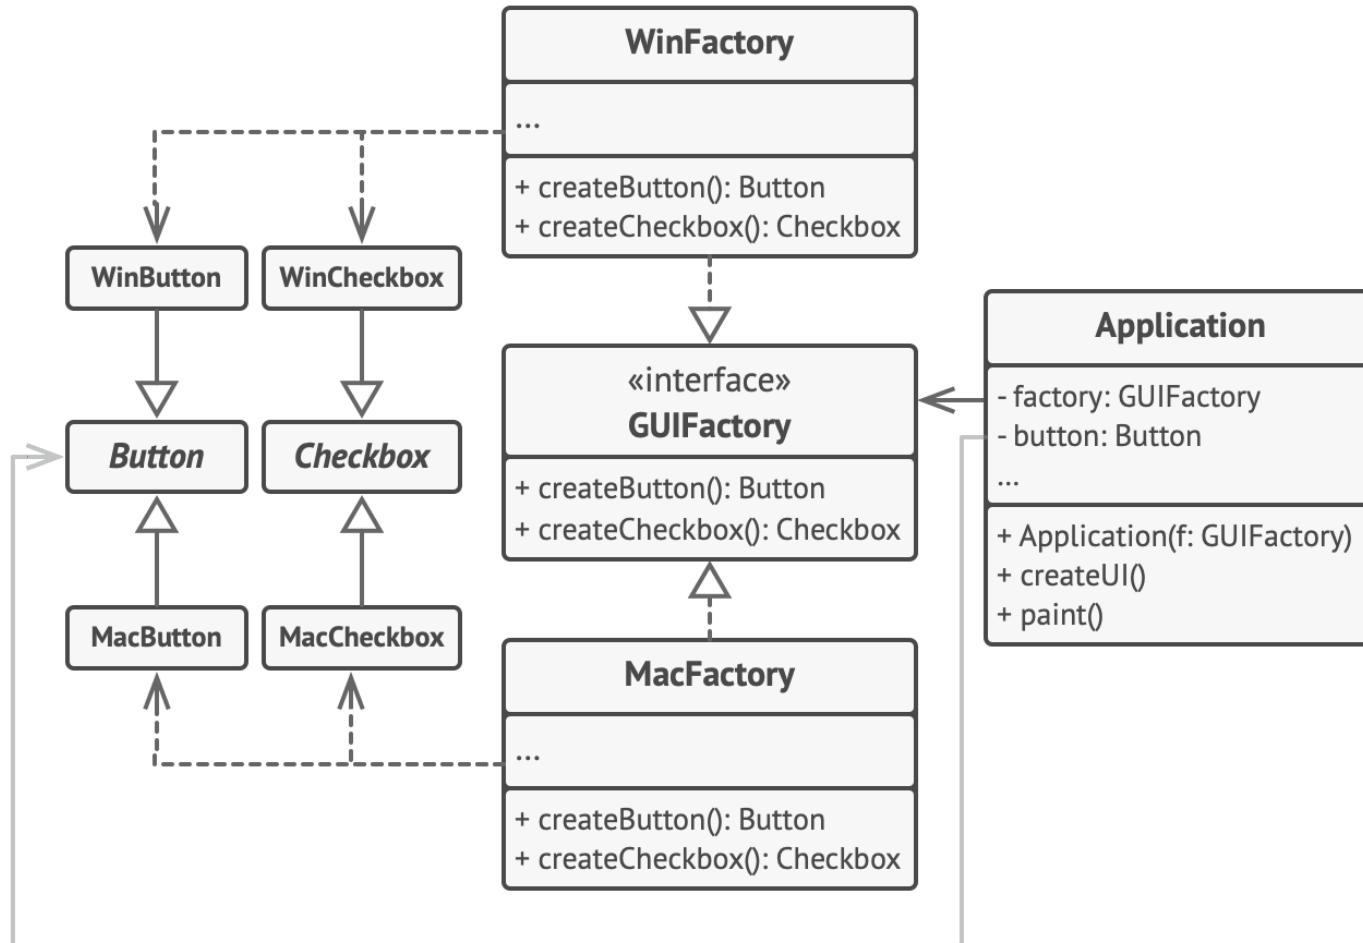 WinFactory
...
+ createButton(): Button
+ createCheckbox(): Checkbox
WinButton
WinCheckbox
Button
Checkbox
MacButton
MacCheckbox
«interface»
GUIFactory
+ createButton(): Button
+ createCheckbox(): Checkbox
Application
- factory: GUIFactory
- button: Button
...
+ Application(f: GUIFactory)
+ createUI()
+ paint()
MacFactory
...
+ createButton(): Button
+ createCheckbox(): Checkbox